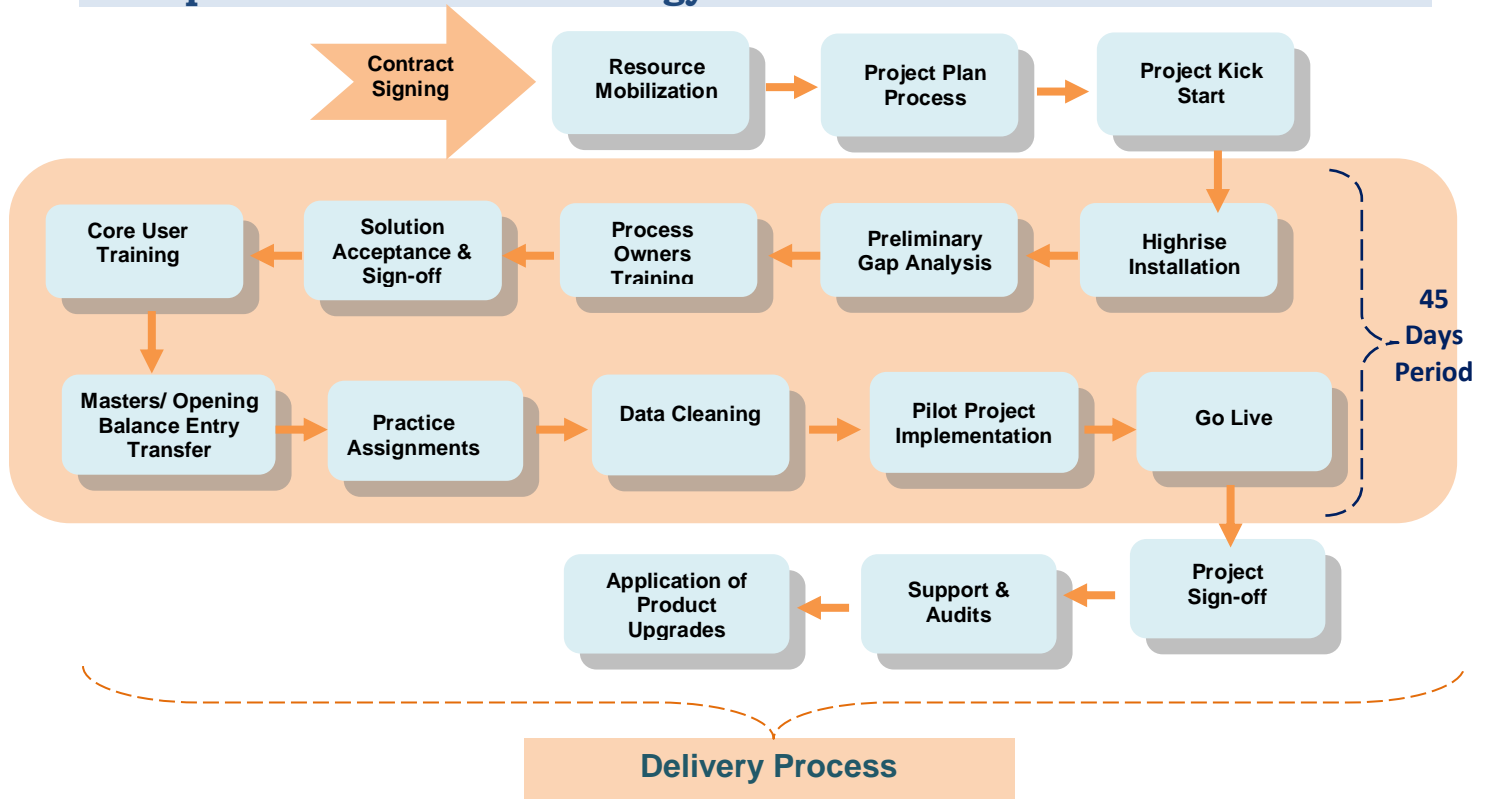 Contract
Signing
Resource
Mobilization
Project Plan
Process
Project Kick
Start
Highrise
Installation
Preliminary
Gap Analysis
Process
Owners
Training
Solution
Acceptance &
Sign-off
Core User
Training
45
Days
Period
Masters/ Opening
Balance Entry
Transfer
Practice
Assignments
Data Cleaning
Pilot Project
Implementation
Go Live
Project
Sign-off
Support &
Audits
Application of
Product
Upgrades
Delivery Process